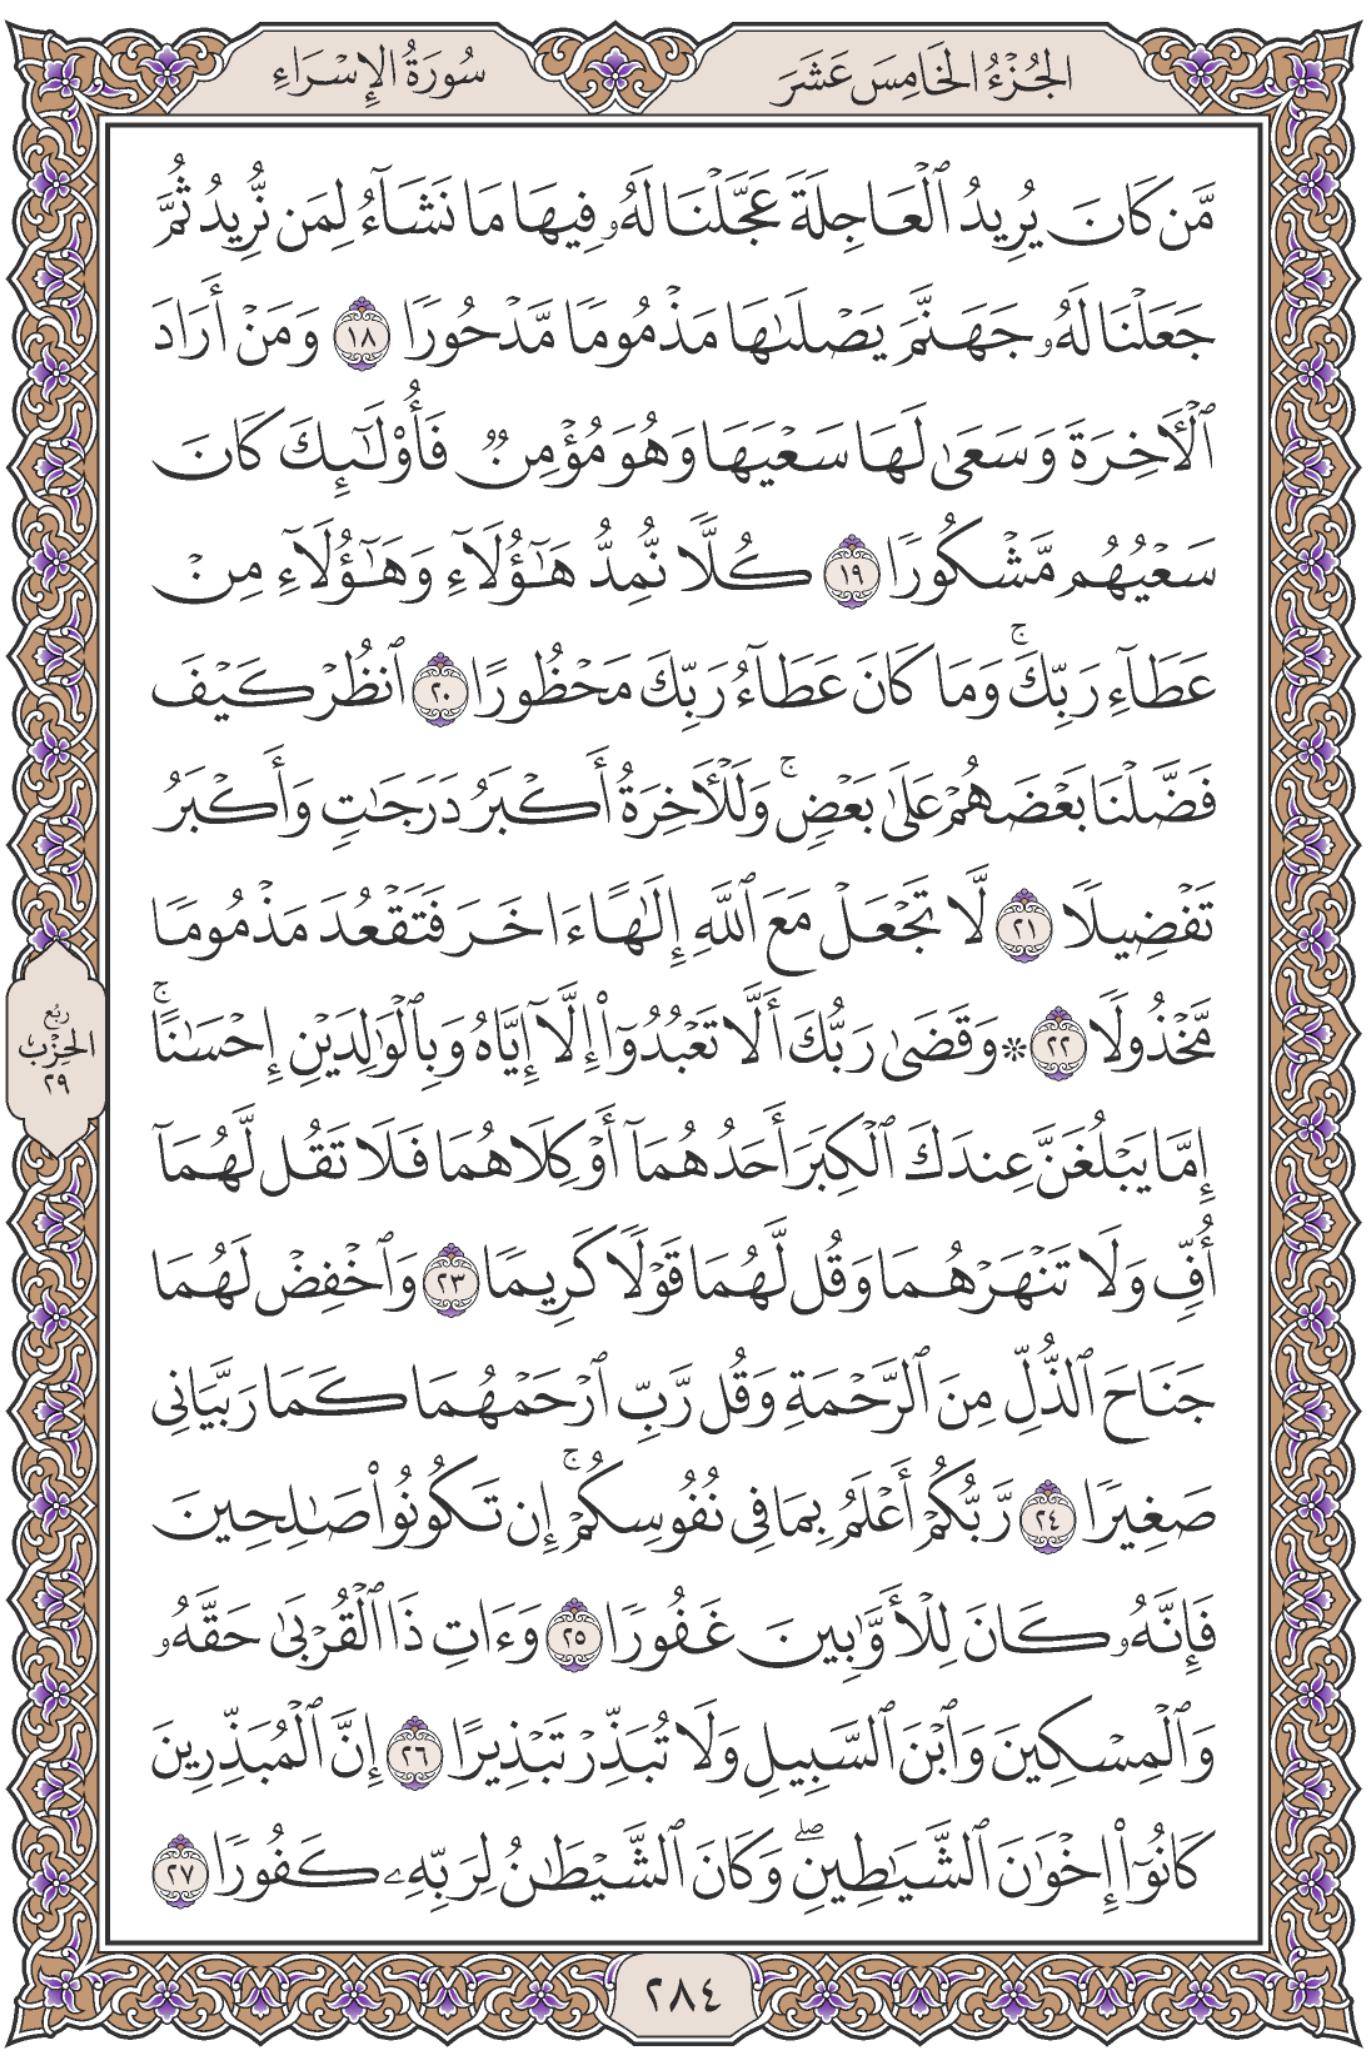 الجُزْءُ الخَامِسَ عَشَرَ
سُورَةُ الإِسْرَاءِ
مَّن كَانَ يُرِيدُ ٱلْعَاجِلَةَ عَجَّلْنَا لَهُۥ فِيهَا مَا نَشَآءُ لِمَن نُّرِيدُ ثُمَّ
جَعَلْنَا لَهُۥ جَهَنَّمَ يَصْلَىٰهَا مَذْمُومًا مَّدْحُورًا ١٨ وَمَنْ أَرَادَ
ٱلْأَخِرَةَ وَسَعَىٰ لَهَا سَعْيَهَا وَهُوَ مُؤْمِنٌ فَأُو۟لَـٰٓئِكَ كَانَ
سَعْيُهُم مَّشْكُورًا ١٩ كُلًّا نُّمِدُّ هَـٰٓؤُلَآءِ وَهَـٰٓؤُلَآءِ مِنْ
عَطَآءِ رَبِّكَ ۚ وَمَا كَانَ عَطَآءُ رَبِّكَ مَحْظُورًا ٢٠ ٱنظُرْ كَيْفَ
فَضَّلْنَا بَعْضَهُمْ عَلَىٰ بَعْضٍ ۚ وَلَلْأَخِرَةُ أَكْبَرُ دَرَجَـٰتٍ وَأَكْبَرُ
تَفْضِيلًا ٢١ لَّا تَجْعَلْ مَعَ ٱللَّهِ إِلَـٰهًا ءَاخَرَ فَتَقْعُدَ مَذْمُومًا
مَّخْذُولًا ٢٢ ۞ وَقَضَىٰ رَبُّكَ أَلَّا تَعْبُدُوٓا۟ إِلَّآ إِيَّاهُ وَبِٱلْوَٰلِدَيْنِ إِحْسَـٰنًا ۚ
إِمَّا يَبْلُغَنَّ عِندَكَ ٱلْكِبَرَ أَحَدُهُمَآ أَوْ كِلَاهُمَا فَلَا تَقُل لَّهُمَآ
أُفٍّ وَلَا تَنْهَرْهُمَا وَقُل لَّهُمَا قَوْلًا كَرِيمًا ٢٣ وَٱخْفِضْ لَهُمَا
جَنَاحَ ٱلذُّلِّ مِنَ ٱلرَّحْمَةِ وَقُل رَّبِّ ٱرْحَمْهُمَا كَمَا رَبَّيَانِى
صَغِيرًا ٢٤ رَّبُّكُمْ أَعْلَمُ بِمَا فِى نُفُوسِكُمْ ۚ إِن تَكُونُوا۟ صَـٰلِحِينَ
فَإِنَّهُۥ كَانَ لِلْأَوَّٰبِينَ غَفُورًا ٢٥ وَءَاتِ ذَا ٱلْقُرْبَىٰ حَقَّهُۥ
وَٱلْمِسْكِينَ وَٱبْنَ ٱلسَّبِيلِ وَلَا تُبَذِّرْ تَبْذِيرًا ٢٦ إِنَّ ٱلْمُبَذِّرِينَ
كَانُوٓا۟ إِخْوَٰنَ ٱلشَّيَـٰطِينِ ۖ وَكَانَ ٱلشَّيْطَـٰنُ لِرَبِّهِۦ كَفُورًا ٢٧
رُبُع
الحِزْب
٢٩
٢٨٤